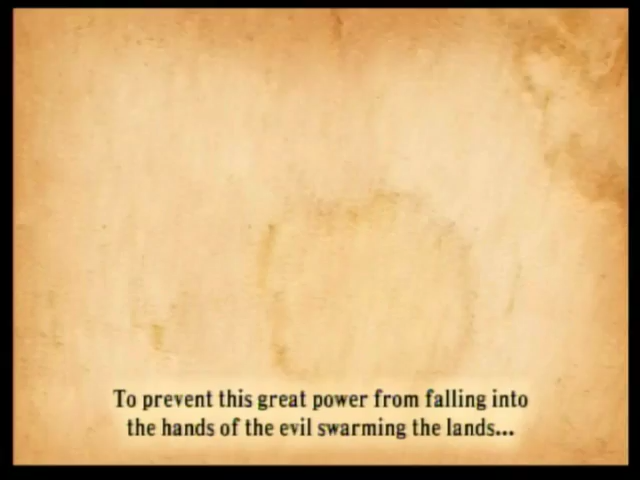 To prevent this great power from falling into
the hands of the evil swarming the lands...